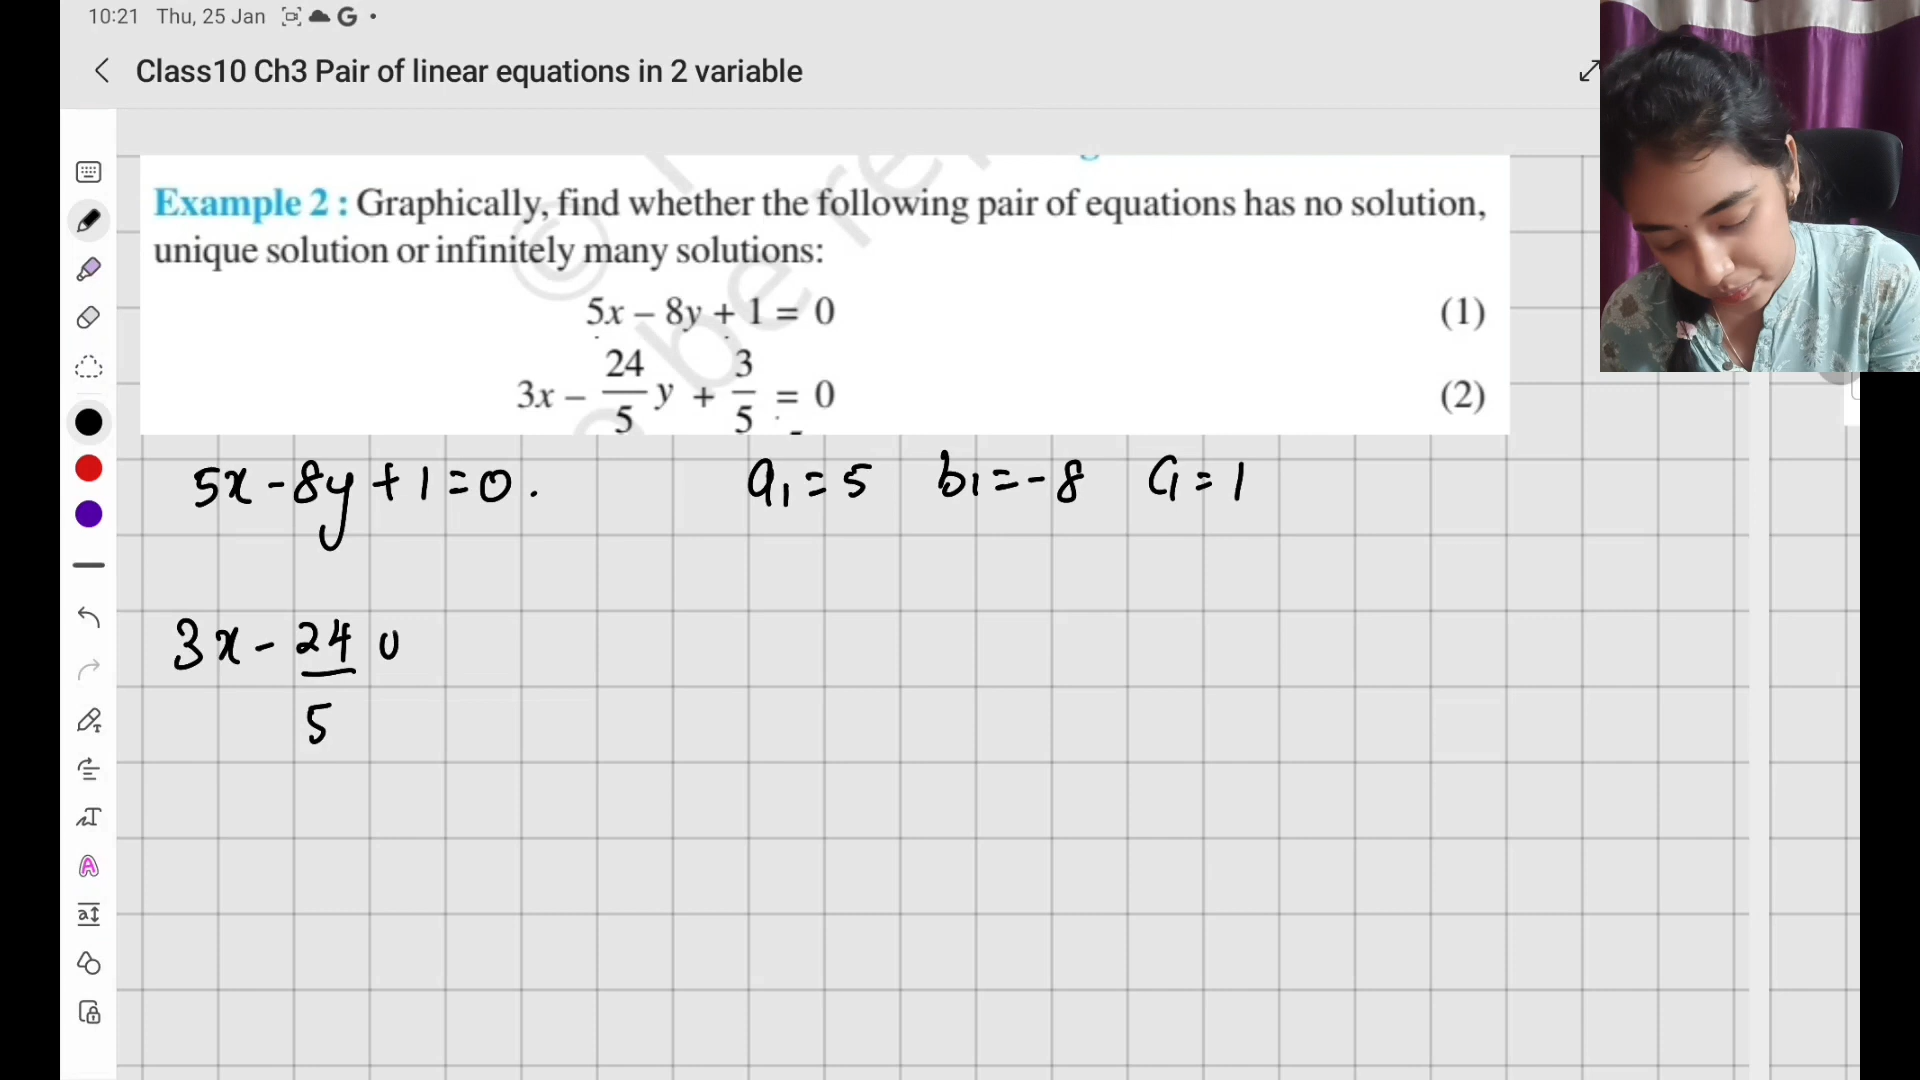 10:21 Thu, 25 Jan G
Class10 Ch3 Pair of linear equations in 2 variable
Example 2 : Graphically, find whether the following pair of equations has no solution,
unique solution or infinitely many solutions:
5x – 8y + 1 = 0 (1)
3x – 24/5 y + 3/5 = 0 (2)
5x - 8y + 1 = 0 . a₁ = 5 b₁ = -8 c₁ = 1
3x - 24/5